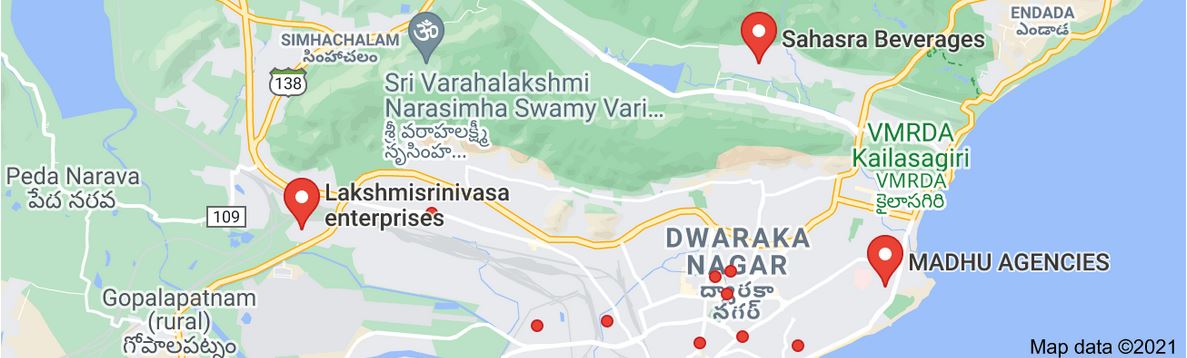 ENDADA
ఎండాడ
SIMHACHALAM
సింహాచలం
Sahasra Beverages
138
Sri Varahalakshmi
Narasimha Swamy Vari...
శ్రీ వరాహలక్ష్మీ
నృసింహ...
VMRDA
Kailasagiri
VMRDA
కైలాసగిరి
Peda Narava
పేద నరవ
Lakshmisrinivasa
enterprises
109
DWARAKA
NAGAR
ద్వారకా
నగర్
MADHU AGENCIES
Gopalapatnam
(rural)
గోపాలపట్నం
Map data ©2021